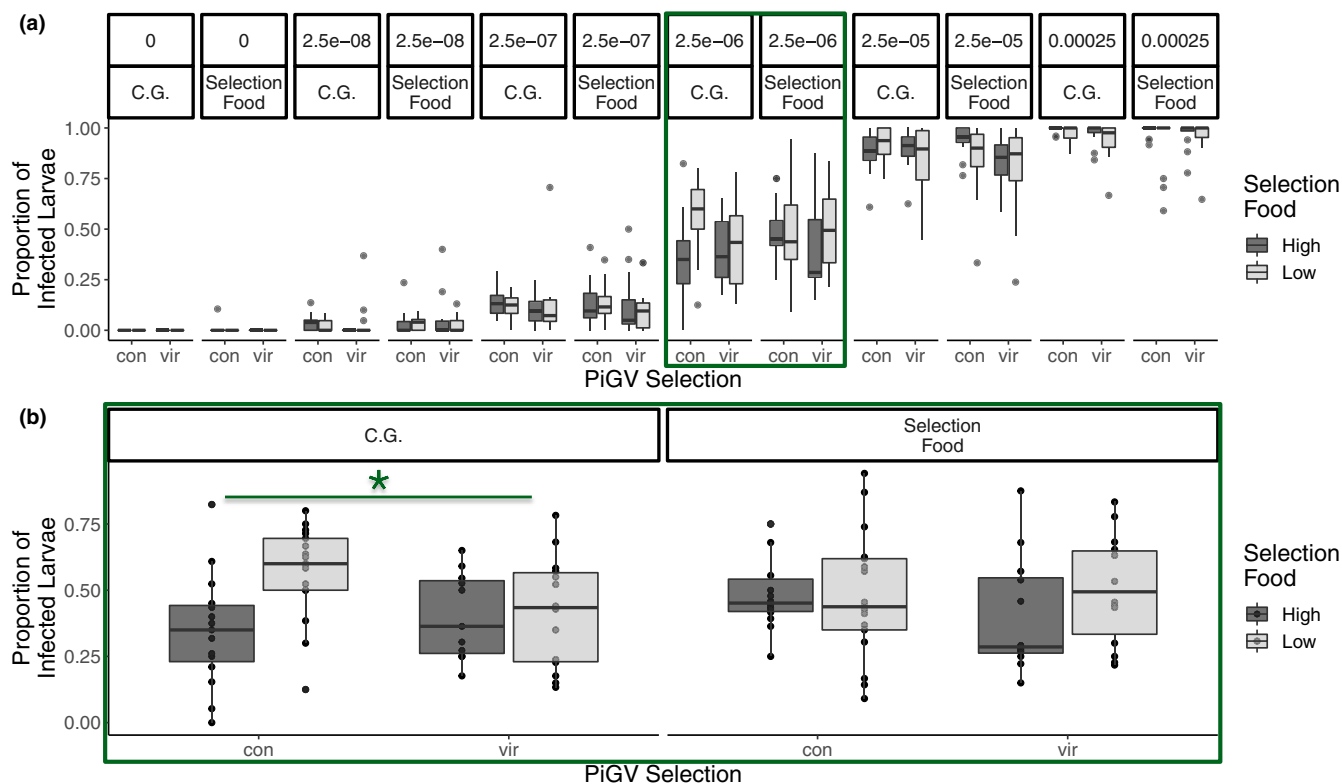 (a)
0 0 2.5e−08 2.5e−08 2.5e−07 2.5e−07 2.5e−06 2.5e−06 2.5e−05 2.5e−05 0.00025 0.00025
C.G. Selection Food C.G. Selection Food C.G. Selection Food C.G. Selection Food C.G. Selection Food C.G. Selection Food
Proportion of
Infected Larvae
1.00
0.75
0.50
0.25
0.00
con vir con vir con vir con vir con vir con vir con vir con vir con vir con vir con vir con vir
PiGV Selection
Selection
Food
High
Low
(b)
C.G.
Selection
Food
*
Proportion of
Infected Larvae
0.75
0.50
0.25
0.00
con vir con vir
PiGV Selection
Selection
Food
High
Low